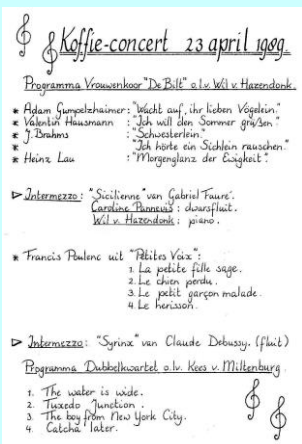 Koffie-concert 23 april 1989.
Programma Vrouwenkoor "De Bilt" o.l.v. Wil v. Hazendonk.
* Adam Gumpelzhaimer: "Wacht auf, ihr lieben Vögelein."
* Valentin Hausmann : "Ich will den Sommer grüßen."
* J. Brahms : "Schwesterlein."
* : "Ich hörte ein Sichlein rauschen."
* Heinz Lau : "Morgenglanz der Ewigkeit".
▷ Intermezzo: "Sicilienne" van Gabriel Fauré.
Caroline Panneuis: dwarsfluit.
Wil v. Hazendonk: piano.
* Francis Poulenc uit "Petites Voix":
1. La petite fille sage.
2. Le chien perdu.
3. Le petit garçon malade.
4. Le herisson.
▷ Intermezzo: "Syrinx" van Claude Debussy. (fluit)
Programma Dubbelkwartet o.l.v. Kees v. Miltenburg.
1. The water is wide.
2. Tuxedo Junction.
3. The boy from New York City.
4. Catcha later.